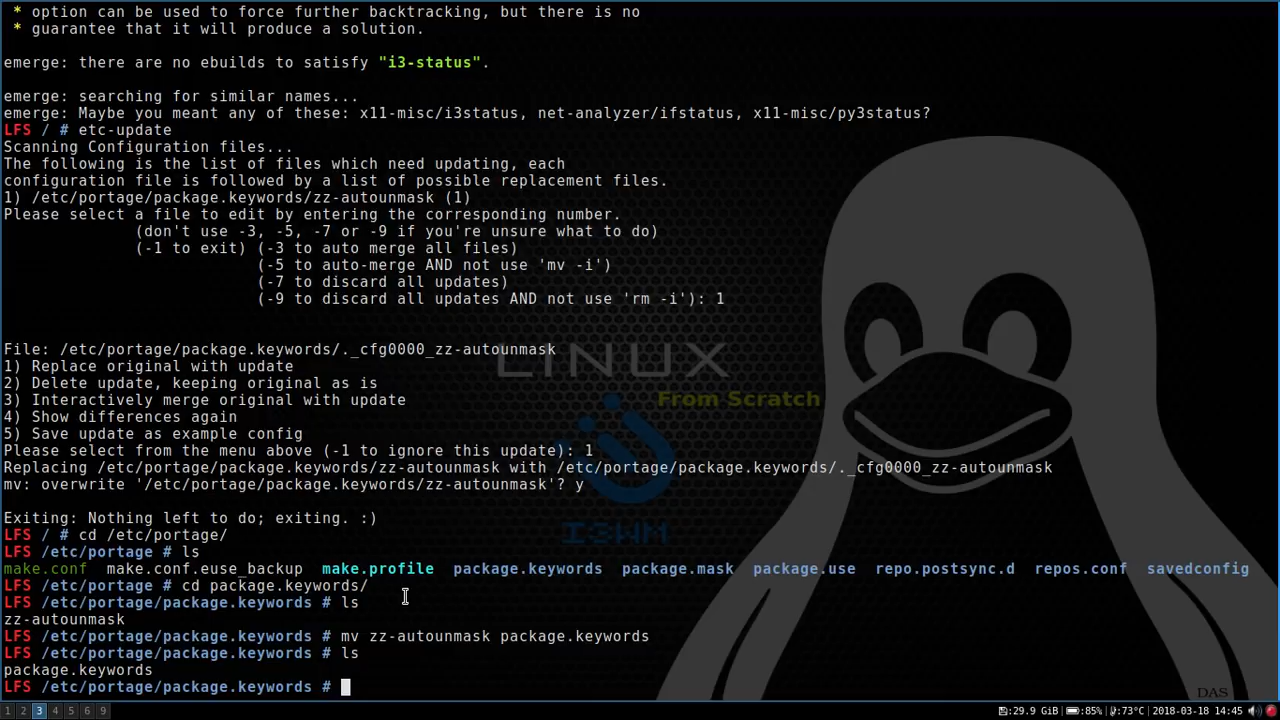 * option can be used to force further backtracking, but there is no
 * guarantee that it will produce a solution.
emerge: there are no ebuilds to satisfy "i3-status".
emerge: searching for similar names...
emerge: Maybe you meant any of these: x11-misc/i3status, net-analyzer/ifstatus, x11-misc/py3status?
LFS / # etc-update
Scanning Configuration files...
The following is the list of files which need updating, each
configuration file is followed by a list of possible replacement files.
1) /etc/portage/package.keywords/zz-autounmask (1)
Please select a file to edit by entering the corresponding number.
(don't use -3, -5, -7 or -9 if you're unsure what to do)
(-1 to exit) (-3 to auto merge all files)
(-5 to auto-merge AND not use 'mv -i')
(-7 to discard all updates)
(-9 to discard all updates AND not use 'rm -i'): 1
File: /etc/portage/package.keywords/._cfg0000_zz-autounmask
1) Replace original with update
2) Delete update, keeping original as is
3) Interactively merge original with update
4) Show differences again
5) Save update as example config
Please select from the menu above (-1 to ignore this update): 1
Replacing /etc/portage/package.keywords/zz-autounmask with /etc/portage/package.keywords/._cfg0000_zz-autounmask
mv: overwrite '/etc/portage/package.keywords/zz-autounmask'? y
Exiting: Nothing left to do; exiting. :)
LFS / # cd /etc/portage/
LFS /etc/portage # ls
make.conf  make.conf.euse_backup  make.profile  package.keywords  package.mask  package.use  repo.postsync.d  repos.conf  savedconfig
LFS /etc/portage # cd package.keywords/
LFS /etc/portage/package.keywords # ls
zz-autounmask
LFS /etc/portage/package.keywords # mv zz-autounmask package.keywords
LFS /etc/portage/package.keywords # ls
package.keywords
LFS /etc/portage/package.keywords #
LINUX
From Scratch
I3WM
DAS
1 2 3 4 5 6 9
:29.9 GiB :85% :73°C 2018-03-18 14:45